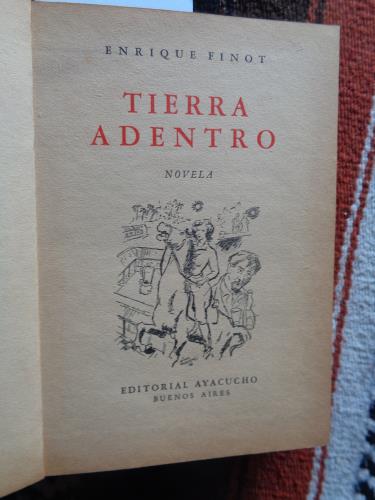 ENRIQUE FINOT
TIERRA
ADENTRO
NOVELA
EDITORIAL AYACUCHO
BUENOS AIRES